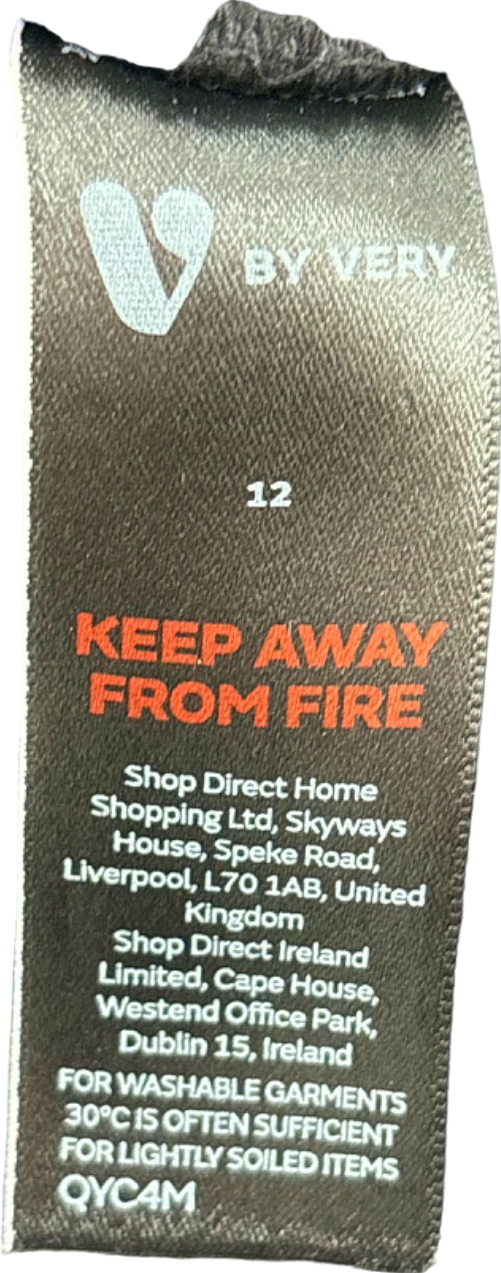 V BY VERY
12
KEEP AWAY
FROM FIRE
Shop Direct Home
Shopping Ltd, Skyways
House, Speke Road,
Liverpool, L70 1AB, United
Kingdom
Shop Direct Ireland
Limited, Cape House,
Westend Office Park,
Dublin 15, Ireland
FOR WASHABLE GARMENTS
30°C IS OFTEN SUFFICIENT
FOR LIGHTLY SOILED ITEMS
QYC4M